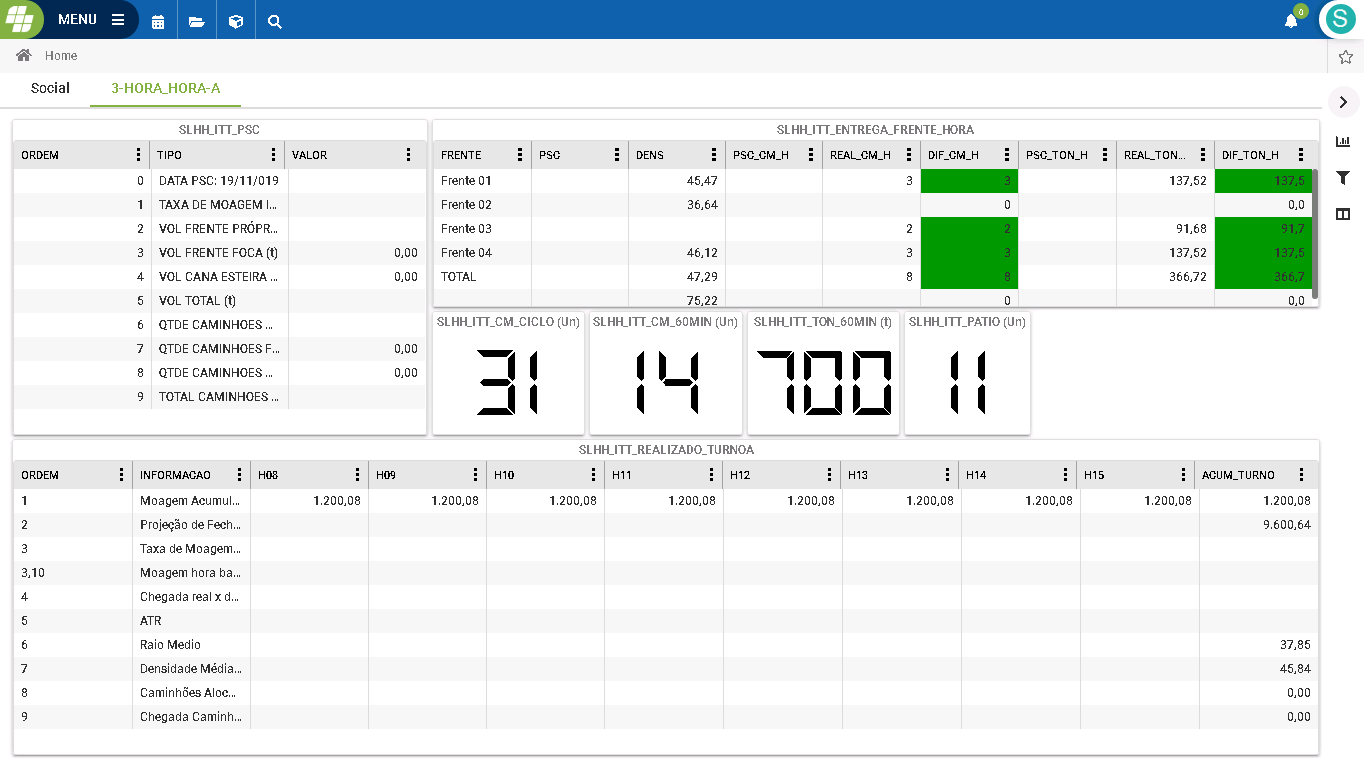 MENU
0
S
Home
Social 3-HORA_HORA-A
SLHH_ITT_PSC
ORDEM TIPO VALOR
0 DATA PSC: 19/11/019
1 TAXA DE MOAGEM I...
2 VOL FRENTE PRÓPR...
3 VOL FRENTE FOCA (t) 0,00
4 VOL CANA ESTEIRA ... 0,00
5 VOL TOTAL (t)
6 QTDE CAMINHOES ...
7 QTDE CAMINHOES F... 0,00
8 QTDE CAMINHOES ... 0,00
9 TOTAL CAMINHOES ...
SLHH_ITT_ENTREGA_FRENTE_HORA
FRENTE PSC DENS PSC_CM_H REAL_CM_H DIF_CM_H PSC_TON_H REAL_TON... DIF_TON_H
Frente 01 45,47 3 3 137,52 137,5
Frente 02 36,64 0 0,0
Frente 03 2 2 91,68 91,7
Frente 04 46,12 3 3 137,52 137,5
TOTAL 47,29 8 8 366,72 366,7
75,22 0 0,0
SLHH_ITT_CM_CICLO (Un) SLHH_ITT_CM_60MIN (Un) SLHH_ITT_TON_60MIN (t) SLHH_ITT_PATIO (Un)
31 14 700 11
SLHH_ITT_REALIZADO_TURNOA
ORDEM INFORMACAO H08 H09 H10 H11 H12 H13 H14 H15 ACUM_TURNO
1 Moagem Acumul... 1.200,08 1.200,08 1.200,08 1.200,08 1.200,08 1.200,08 1.200,08 1.200,08 1.200,08
2 Projeção de Fech... 9.600,64
3 Taxa de Moagem...
3,10 Moagem hora ba...
4 Chegada real x d...
5 ATR
6 Raio Medio 37,85
7 Densidade Média... 45,84
8 Caminhões Aloc... 0,00
9 Chegada Caminh... 0,00